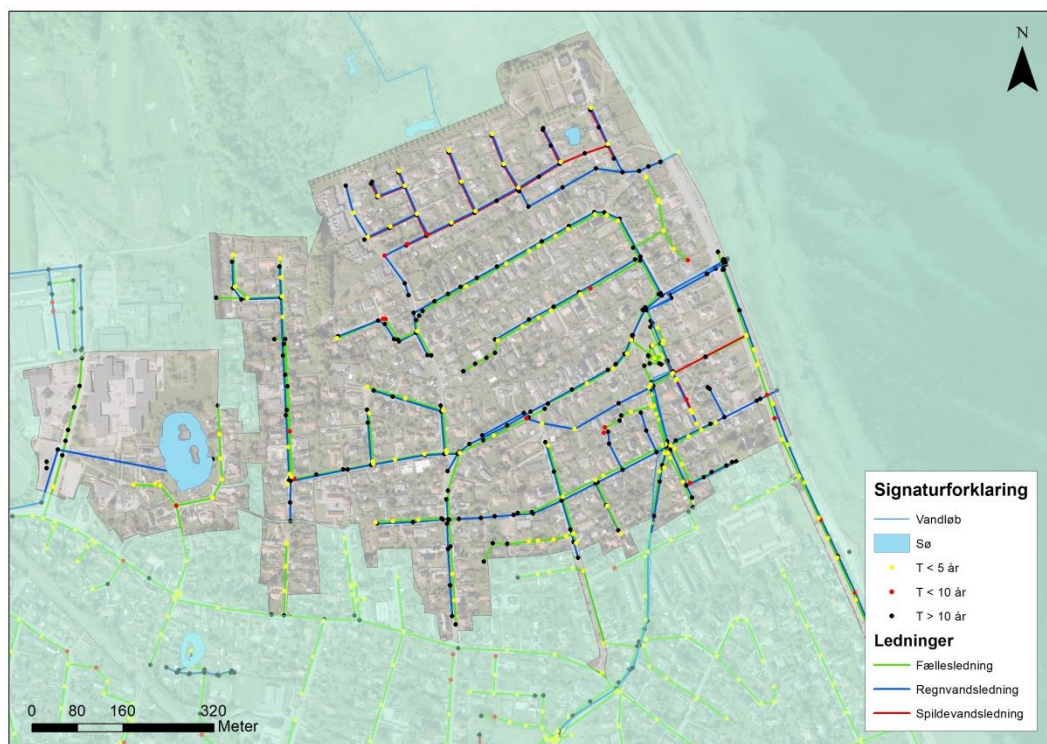 N
Signaturforklaring
Vandløb
Sø
T < 5 år
T < 10 år
T > 10 år
Ledninger
Fællesledning
Regnvandsledning
Spildevandsledning
0 80 160 320
Meter